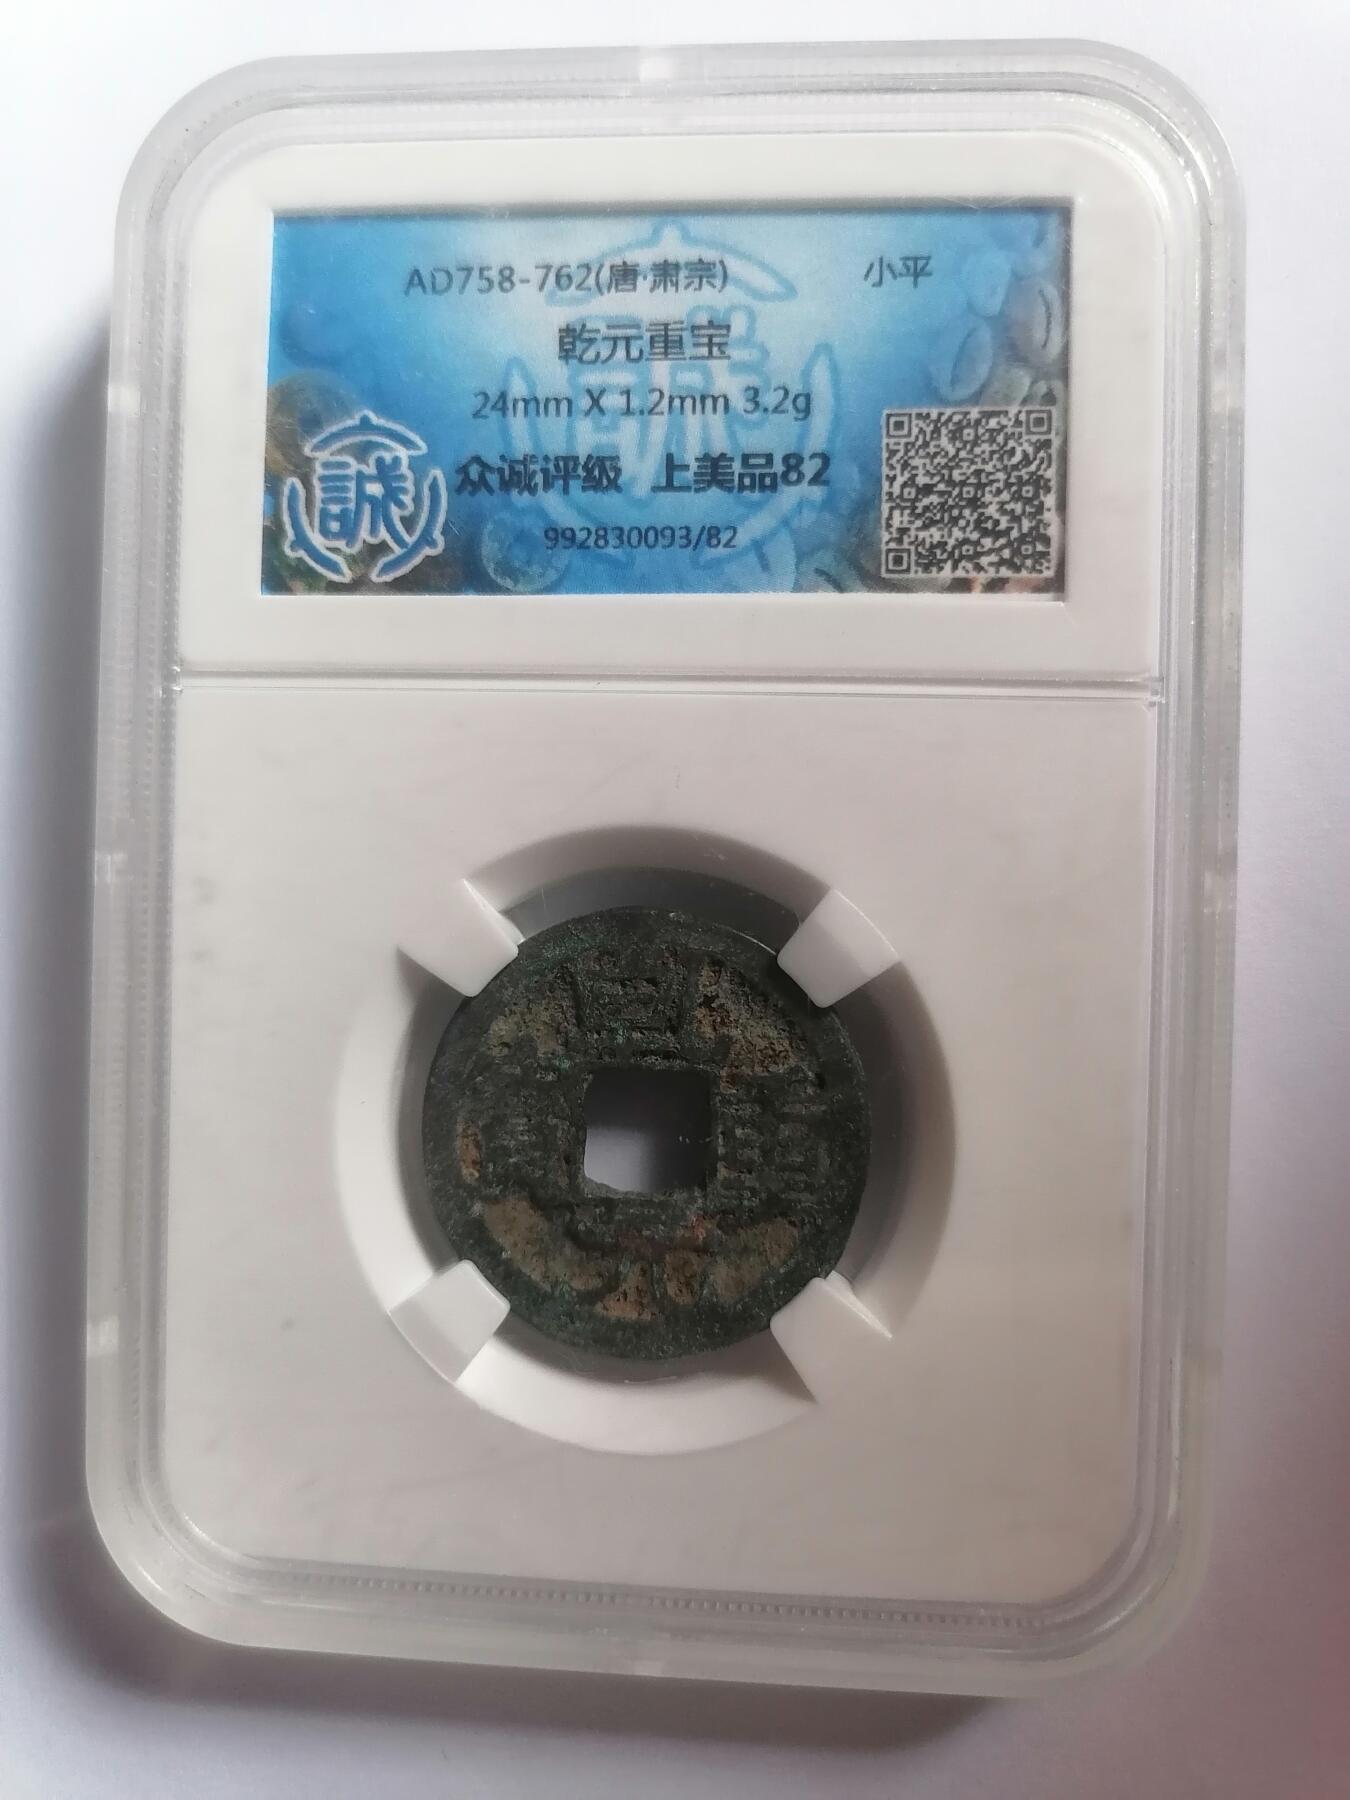 AD758-762(唐·肃宗) 小平
乾元重宝
24mm X 1.2mm 3.2g
誠
众诚评级 上美品82
992830093/82